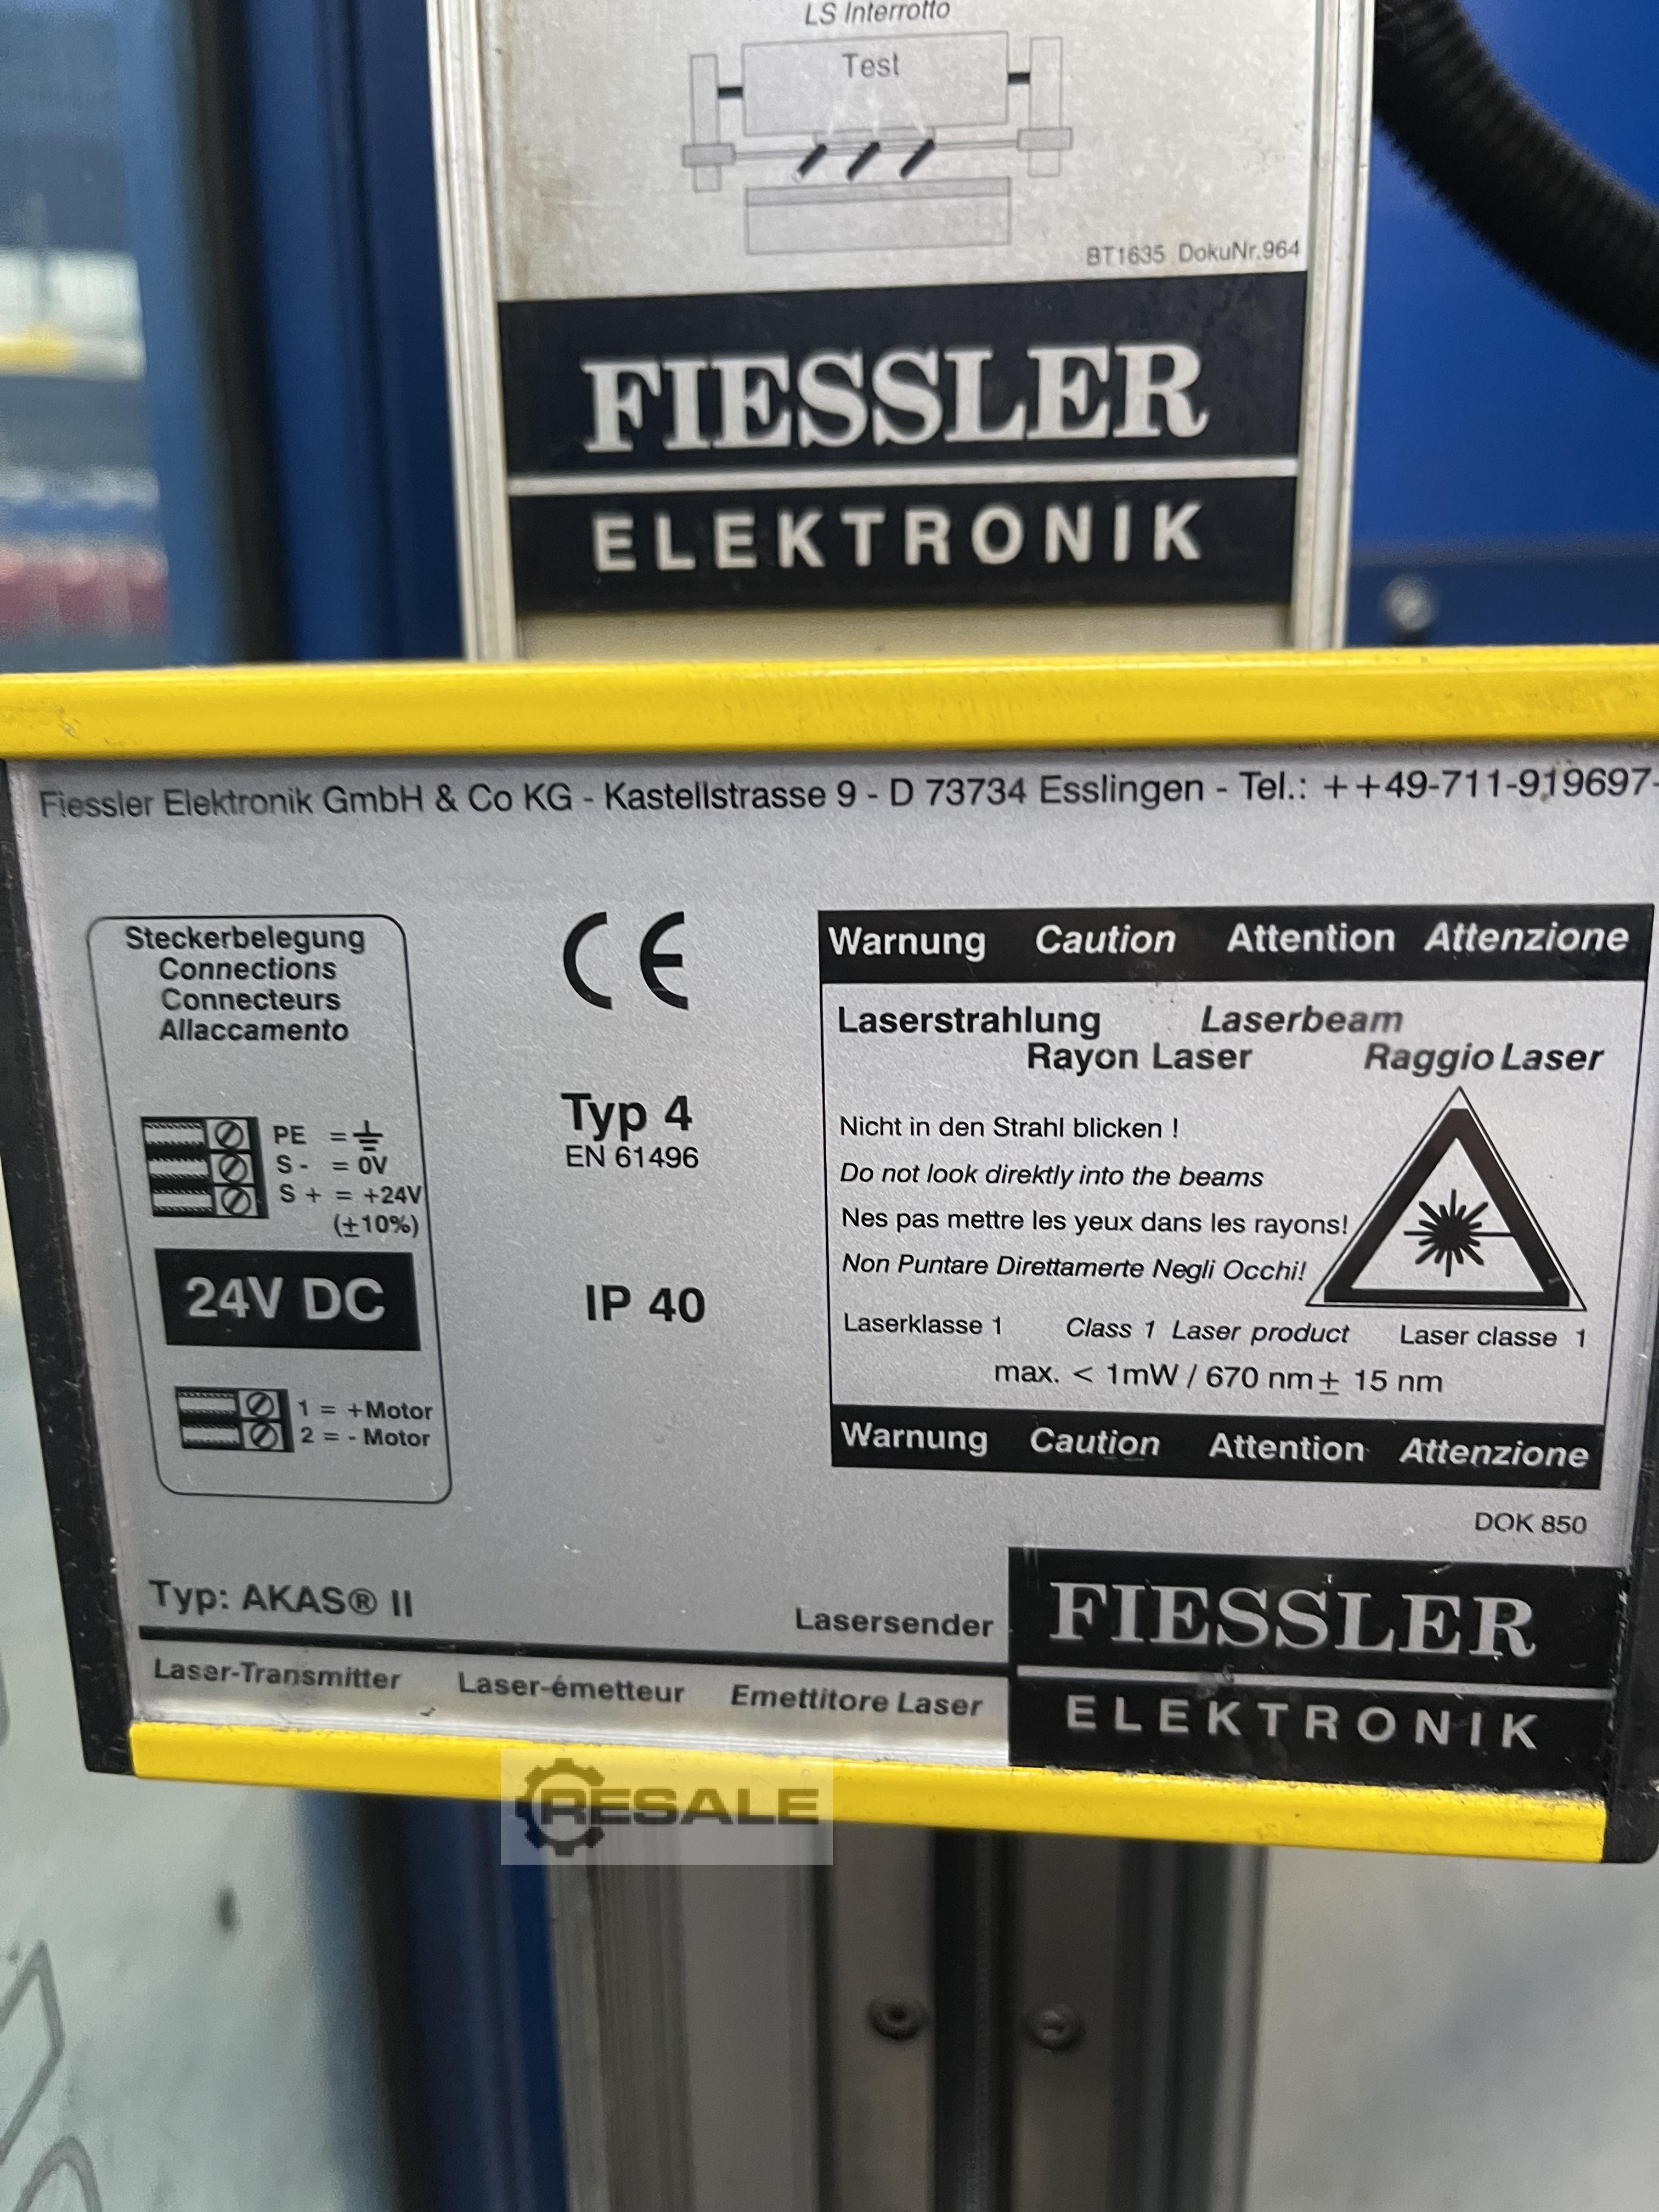 LS Interrotto
Test
BT1635 DokuNr.964
FIESSLER
ELEKTRONIK
Fiessler Elektronik GmbH & Co KG - Kastellstrasse 9 - D 73734 Esslingen - Tel.: ++49-711-919697-
Steckerbelegung
Connections
Connecteurs
Allaccamento
PE =⏚
S - = 0V
S + = +24V
(±10%)
24V DC
1 = +Motor
2 = - Motor
CE
Typ 4
EN 61496
IP 40
Warnung Caution Attention Attenzione
Laserstrahlung Laserbeam
Rayon Laser Raggio Laser
Nicht in den Strahl blicken !
Do not look direktly into the beams
Nes pas mettre les yeux dans les rayons!
Non Puntare Direttamerte Negli Occhi!
Laserklasse 1 Class 1 Laser product Laser classe 1
max. < 1mW / 670 nm ± 15 nm
Warnung Caution Attention Attenzione
DOK 850
Typ: AKAS® II
Lasersender
Laser-Transmitter Laser-émetteur Emettitore Laser
FIESSLER
ELEKTRONIK
RESALE